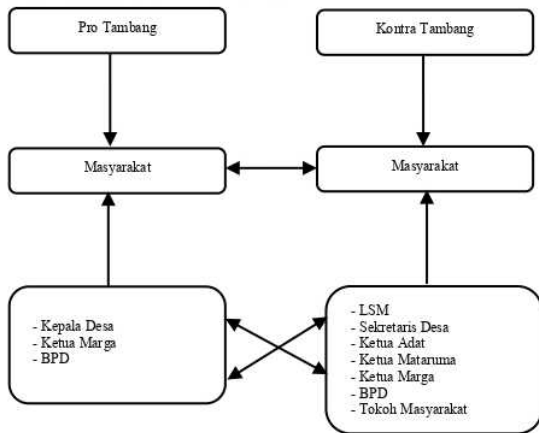 Pro Tambang
Kontra Tambang
Masyarakat
Masyarakat
- Kepala Desa
- Ketua Marga
- BPD
- LSM
- Sekretaris Desa
- Ketua Adat
- Ketua Mataruma
- Ketua Marga
- BPD
- Tokoh Masyarakat